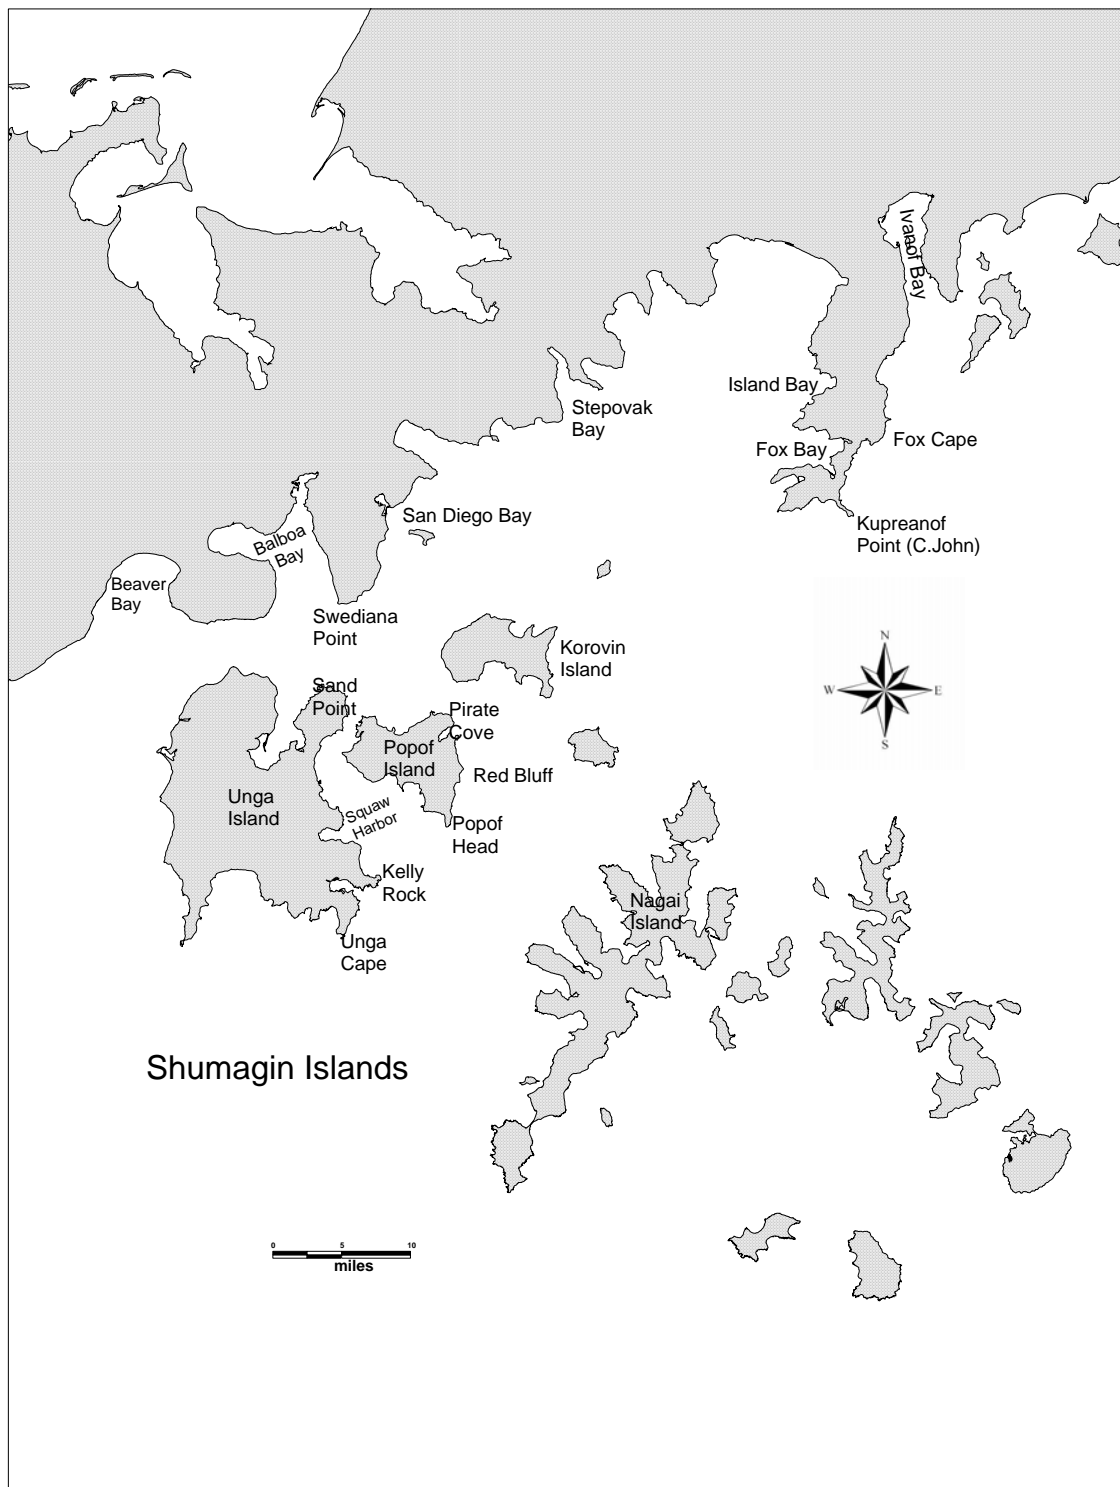 Ivanof Bay
Island Bay
Stepovak
Bay
Fox Cape
Fox Bay
San Diego Bay
Kupreanof
Point (C.John)
Balboa
Bay
Beaver
Bay
Swediana
Point
Korovin
Island
N
W
E
S
Sand
Point
Pirate
Cove
Popof
Island
Red Bluff
Unga
Island
Squaw
Harbor
Popof
Head
Kelly
Rock
Nagai
Island
Unga
Cape
Shumagin Islands
0 5 10
miles